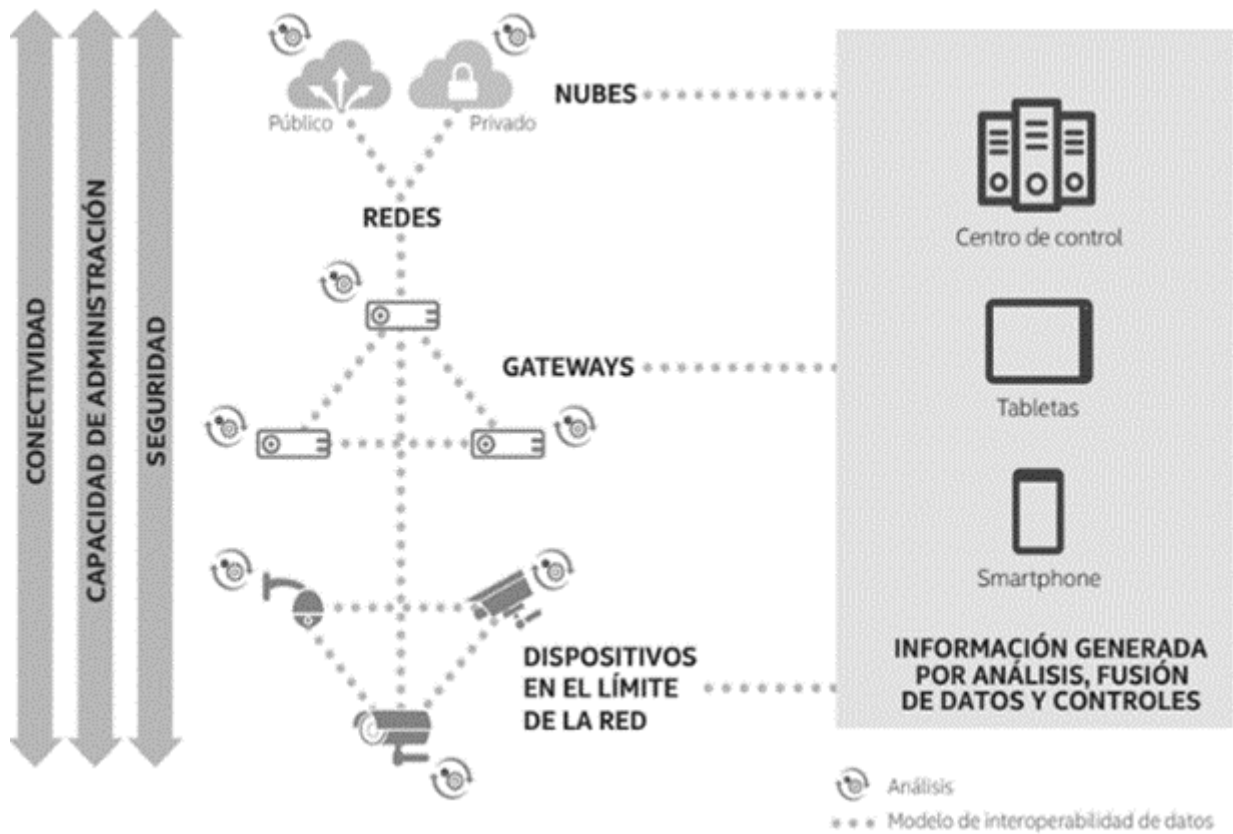 CONECTIVIDAD
CAPACIDAD DE ADMINISTRACIÓN
SEGURIDAD
Público
Privado
NUBES
REDES
GATEWAYS
DISPOSITIVOS
EN EL LÍMITE
DE LA RED
Centro de control
Tabletas
Smartphone
INFORMACIÓN GENERADA
POR ANÁLISIS, FUSIÓN
DE DATOS Y CONTROLES
Análisis
Modelo de interoperabilidad de datos